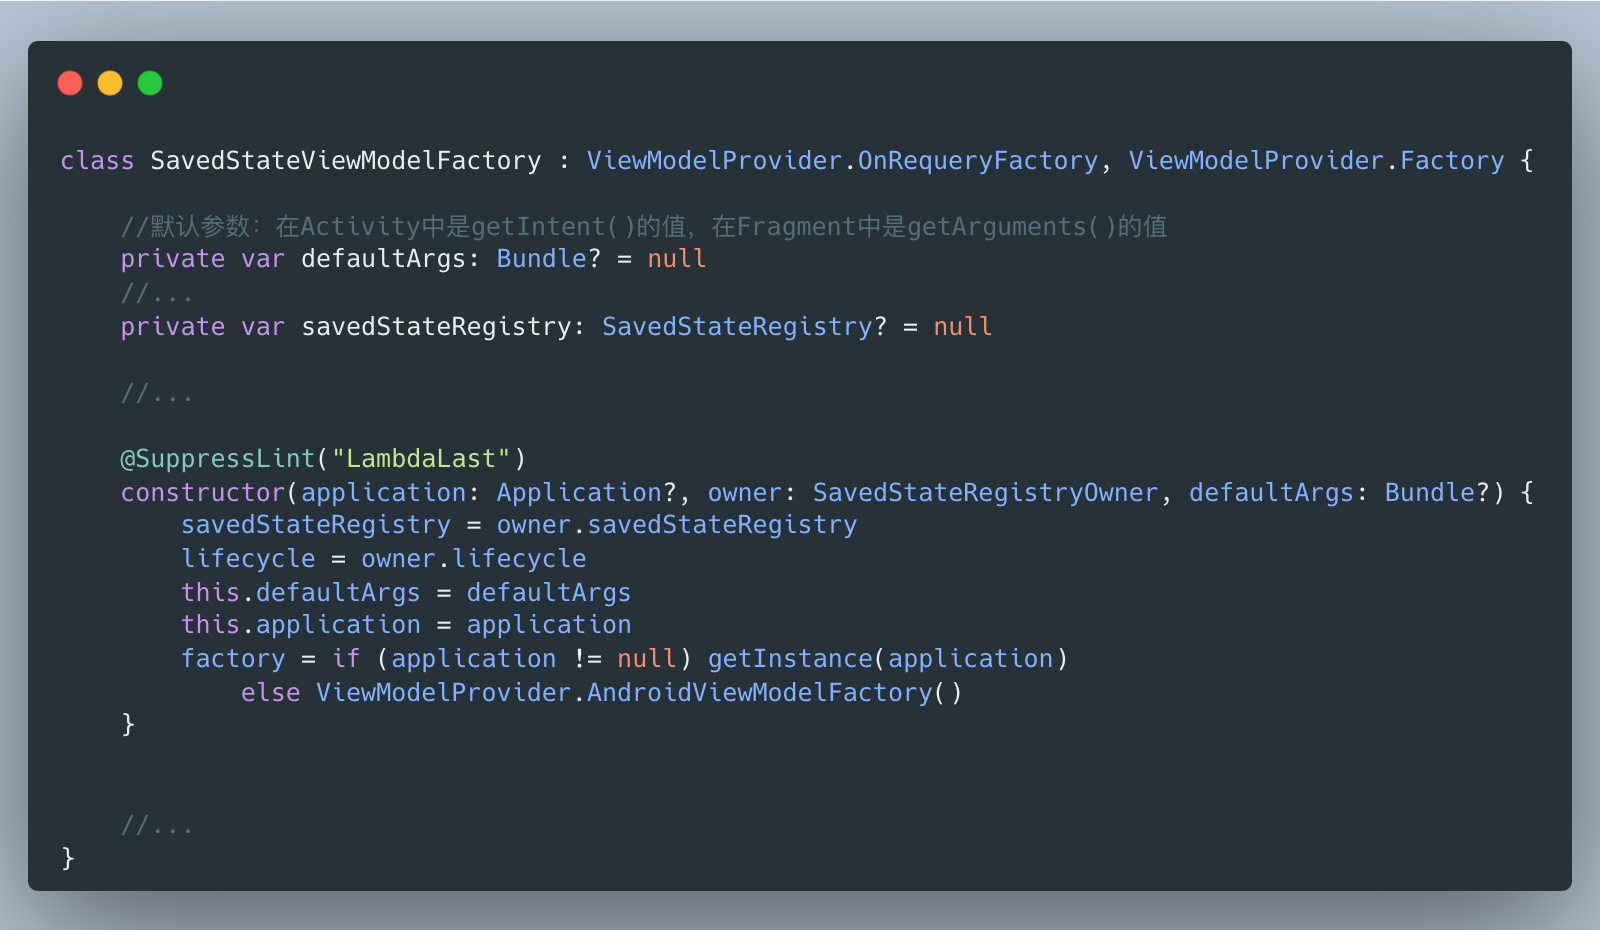 class SavedStateViewModelFactory : ViewModelProvider.OnRequeryFactory, ViewModelProvider.Factory {
//默认参数：在Activity中是getIntent()的值，在Fragment中是getArguments()的值
private var defaultArgs: Bundle? = null
//...
private var savedStateRegistry: SavedStateRegistry? = null
//...
@SuppressLint("LambdaLast")
constructor(application: Application?, owner: SavedStateRegistryOwner, defaultArgs: Bundle?) {
savedStateRegistry = owner.savedStateRegistry
lifecycle = owner.lifecycle
this.defaultArgs = defaultArgs
this.application = application
factory = if (application != null) getInstance(application)
else ViewModelProvider.AndroidViewModelFactory()
}
//...
}